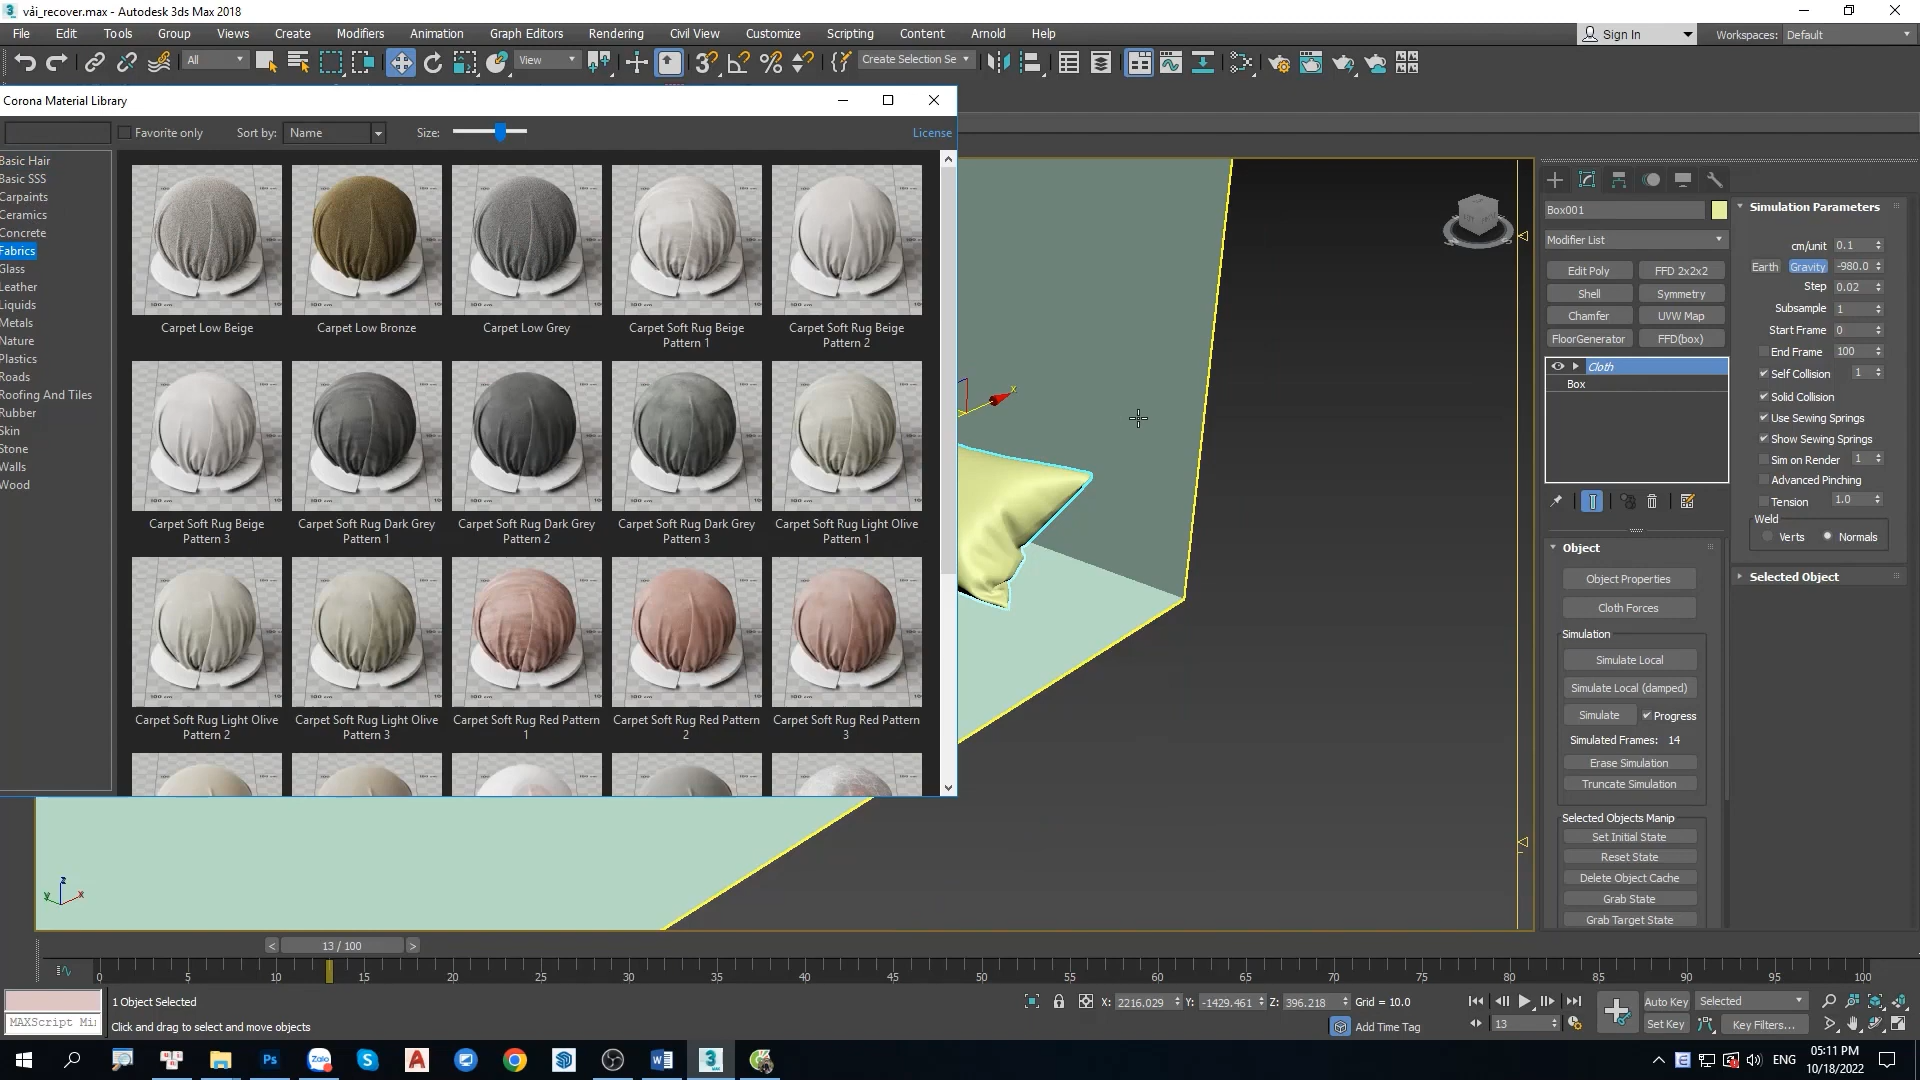 vải_recover.max - Autodesk 3ds Max 2018
File Edit Tools Group Views Create Modifiers Animation Graph Editors Rendering Civil View Customize Scripting Content Arnold Help
Sign In Workspaces: Default
All View Create Selection Se
Corona Material Library
Favorite only Sort by: Name Size: License
Basic Hair
Basic SSS
Carpaints
Ceramics
Concrete
Fabrics
Glass
Leather
Liquids
Metals
Nature
Plastics
Roads
Roofing And Tiles
Rubber
Skin
Stone
Walls
Wood
Carpet Low Beige
Carpet Low Bronze
Carpet Low Grey
Carpet Soft Rug Beige
Pattern 1
Carpet Soft Rug Beige
Pattern 2
Carpet Soft Rug Beige
Pattern 3
Carpet Soft Rug Dark Grey
Pattern 1
Carpet Soft Rug Dark Grey
Pattern 2
Carpet Soft Rug Dark Grey
Pattern 3
Carpet Soft Rug Light Olive
Pattern 1
Carpet Soft Rug Light Olive
Pattern 2
Carpet Soft Rug Light Olive
Pattern 3
Carpet Soft Rug Red Pattern
1
Carpet Soft Rug Red Pattern
2
Carpet Soft Rug Red Pattern
3
x
z
y x
Box001
Modifier List
Edit Poly FFD 2x2x2
Shell Symmetry
Chamfer UVW Map
FloorGenerator FFD(box)
Cloth
Box
Object
Object Properties
Cloth Forces
Simulation
Simulate Local
Simulate Local (damped)
Simulate Progress
Simulated Frames: 14
Erase Simulation
Truncate Simulation
Selected Objects Manip
Set Initial State
Reset State
Delete Object Cache
Grab State
Grab Target State
Simulation Parameters
cm/unit 0.1
Earth Gravity -980.0
Step 0.02
Subsample 1
Start Frame 0
End Frame 100
Self Collision 1
Solid Collision
Use Sewing Springs
Show Sewing Springs
Sim on Render 1
Advanced Pinching
Tension 1.0
Weld
Verts Normals
Selected Object
< 13 / 100 >
0 5 10 15 20 25 30 35 40 45 50 55 60 65 70 75 80 85 90 95 100
1 Object Selected
Click and drag to select and move objects
MAXScript Mi
X: 2216.029 Y: -1429.461 Z: 396.218 Grid = 10.0
Add Time Tag
13
Auto Key Selected
Set Key Key Filters...
ENG
05:11 PM
10/18/2022